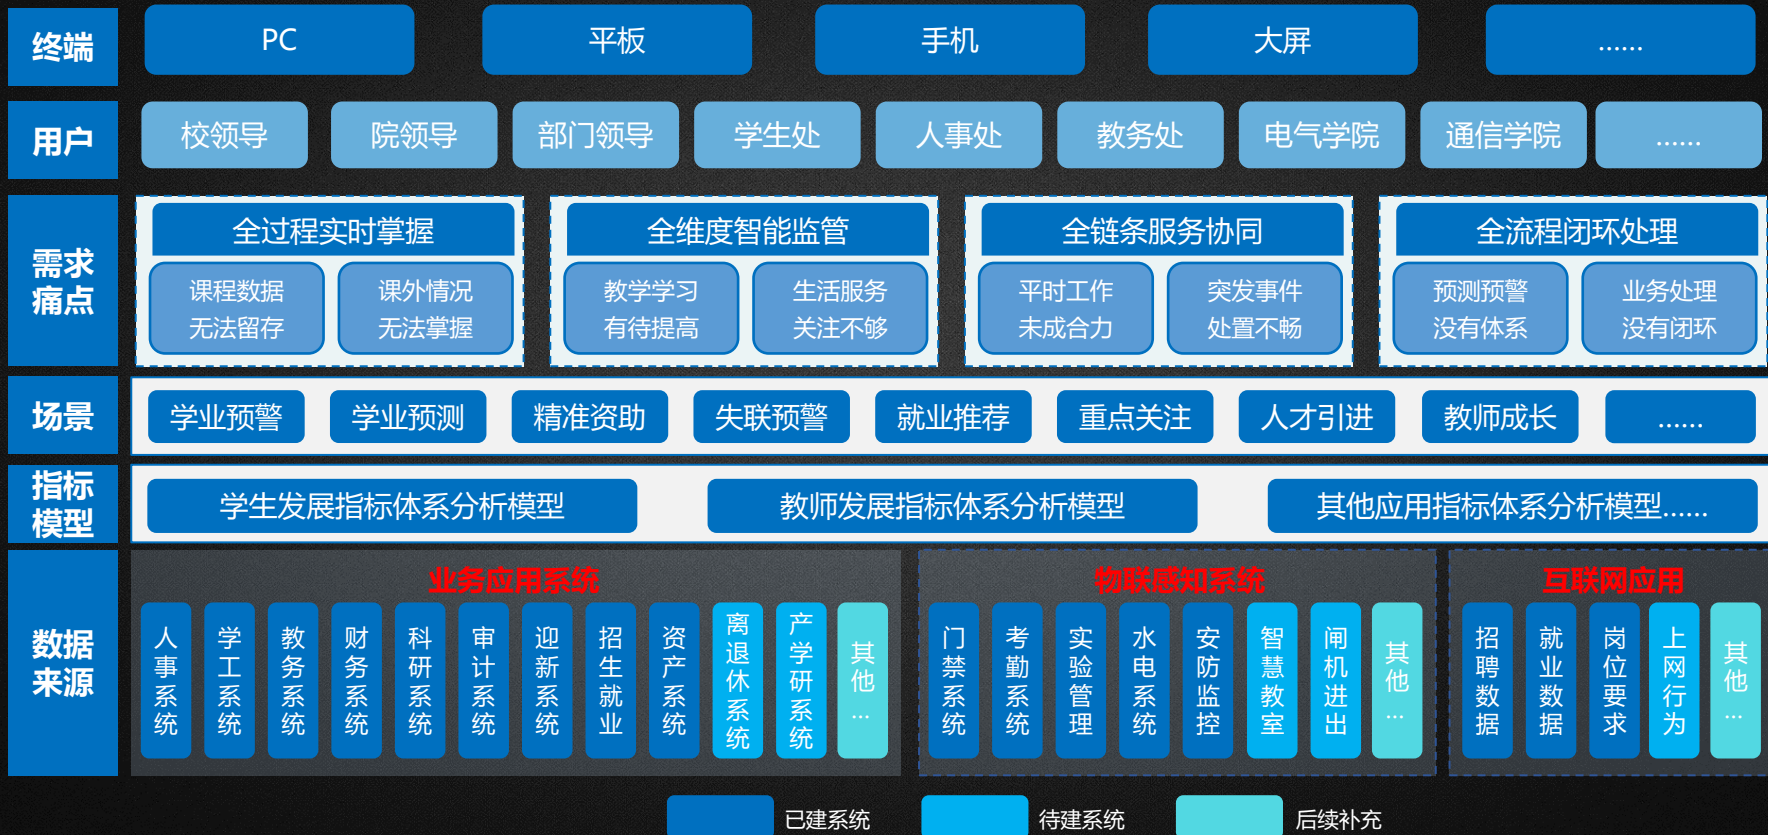 终端
PC
平板
手机
大屏
......
用户
校领导
院领导
部门领导
学生处
人事处
教务处
电气学院
通信学院
......
需求
痛点
全过程实时掌握
课程数据
无法留存
课外情况
无法掌握
全维度智能监管
教学学习
有待提高
生活服务
关注不够
全链条服务协同
平时工作
未成合力
突发事件
处置不畅
全流程闭环处理
预测预警
没有体系
业务处理
没有闭环
场景
学业预警
学业预测
精准资助
失联预警
就业推荐
重点关注
人才引进
教师成长
......
指标
模型
学生发展指标体系分析模型
教师发展指标体系分析模型
其他应用指标体系分析模型......
数据
来源
业务应用系统
人事系统
学工系统
教务系统
财务系统
科研系统
审计系统
迎新系统
招生就业
资产系统
离退休系统
产学研系统
其他...
物联感知系统
门禁系统
考勤系统
实验管理
水电系统
安防监控
智慧教室
闸机进出
其他...
互联网应用
招聘数据
就业数据
岗位要求
上网行为
其他...
已建系统
待建系统
后续补充